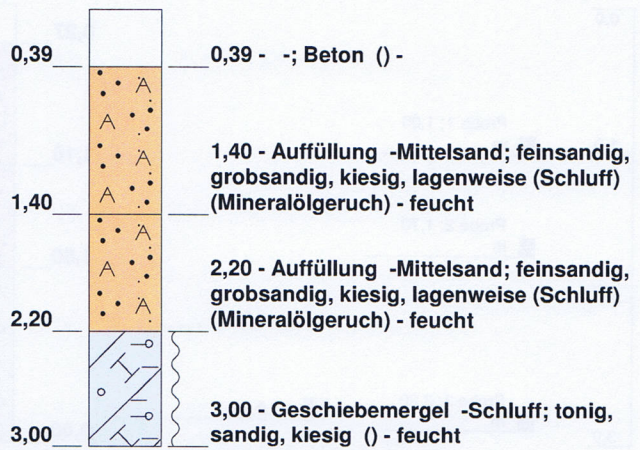 0,39
0,39 - -; Beton () -
1,40 - Auffüllung -Mittelsand; feinsandig,
grobsandig, kiesig, lagenweise (Schluff)
1,40
(Mineralölgeruch) - feucht
2,20 - Auffüllung -Mittelsand; feinsandig,
grobsandig, kiesig, lagenweise (Schluff)
2,20
(Mineralölgeruch) - feucht
3,00 - Geschiebemergel -Schluff; tonig,
3,00
sandig, kiesig () - feucht